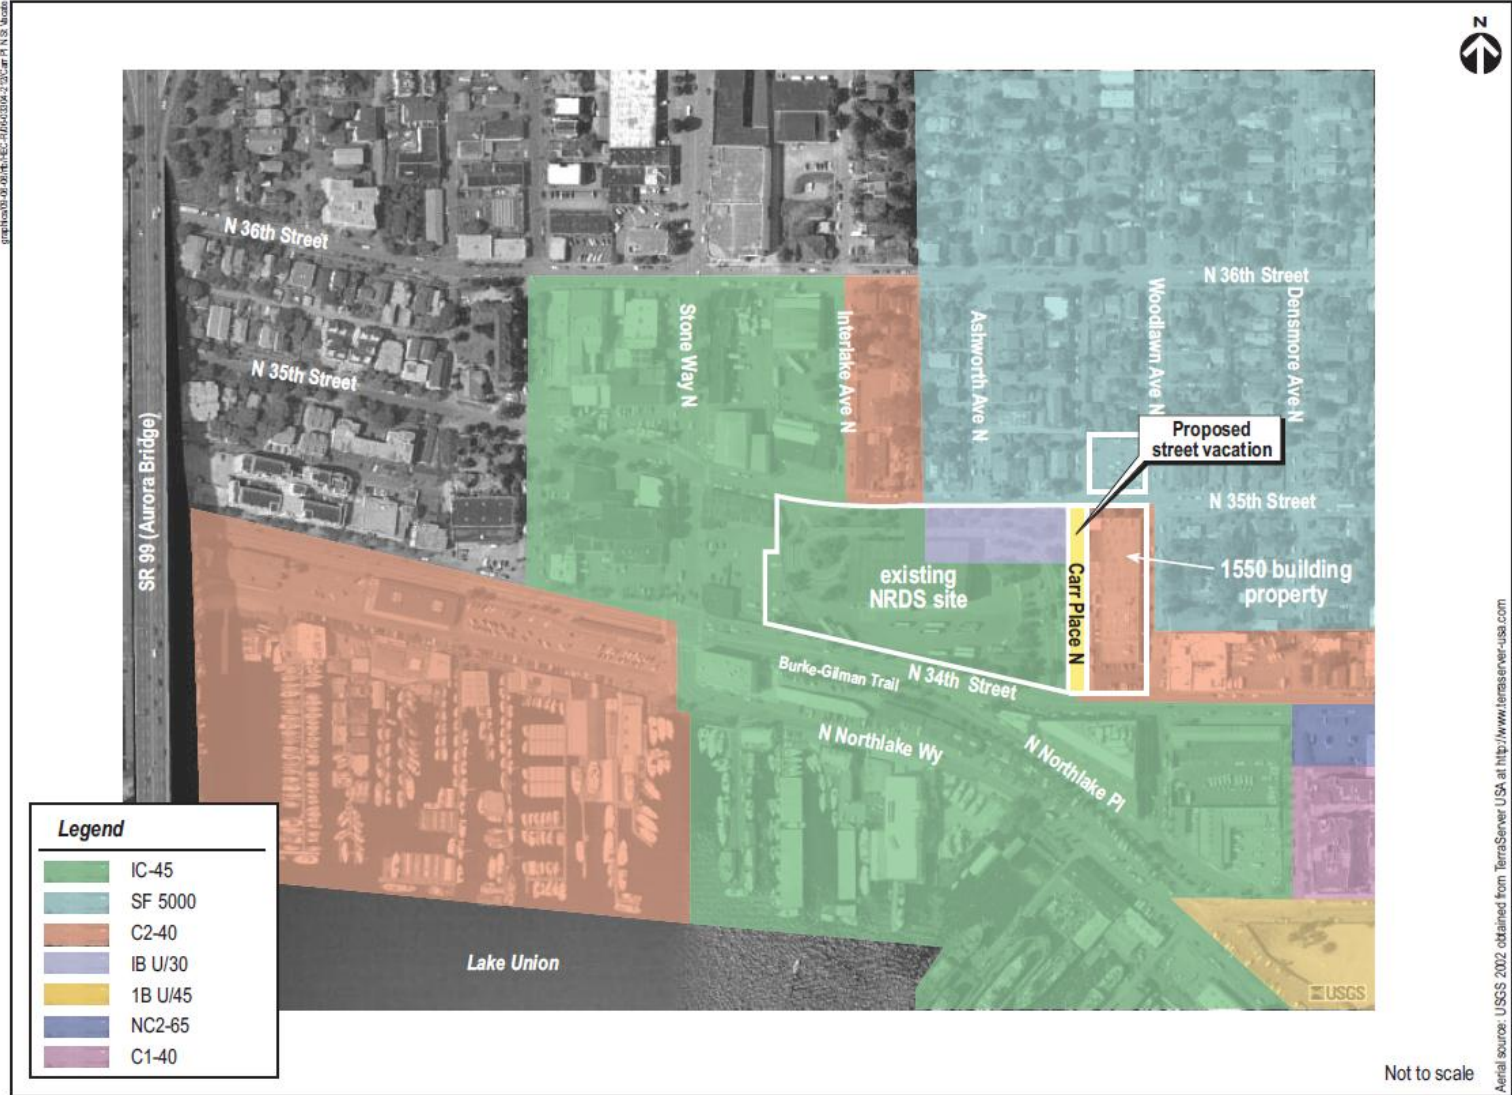 N
N 36th Street
N 36th Street
Stone Way N
Interlake Ave N
Ashworth Ave N
Woodlawn Ave N
Densmore Ave N
N 35th Street
SR 99 (Aurora Bridge)
Proposed
street vacation
N 35th Street
existing
NRDS site
Carr Place N
1550 building
property
Burke-Gilman Trail
N 34th Street
N Northlake Wy
N Northlake Pl
Lake Union
USGS
Legend
IC-45
SF 5000
C2-40
IB U/30
1B U/45
NC2-65
C1-40
Not to scale
Aerial source: USGS 2002 obtained from TerraServer USA at http://www.terraserver-usa.com